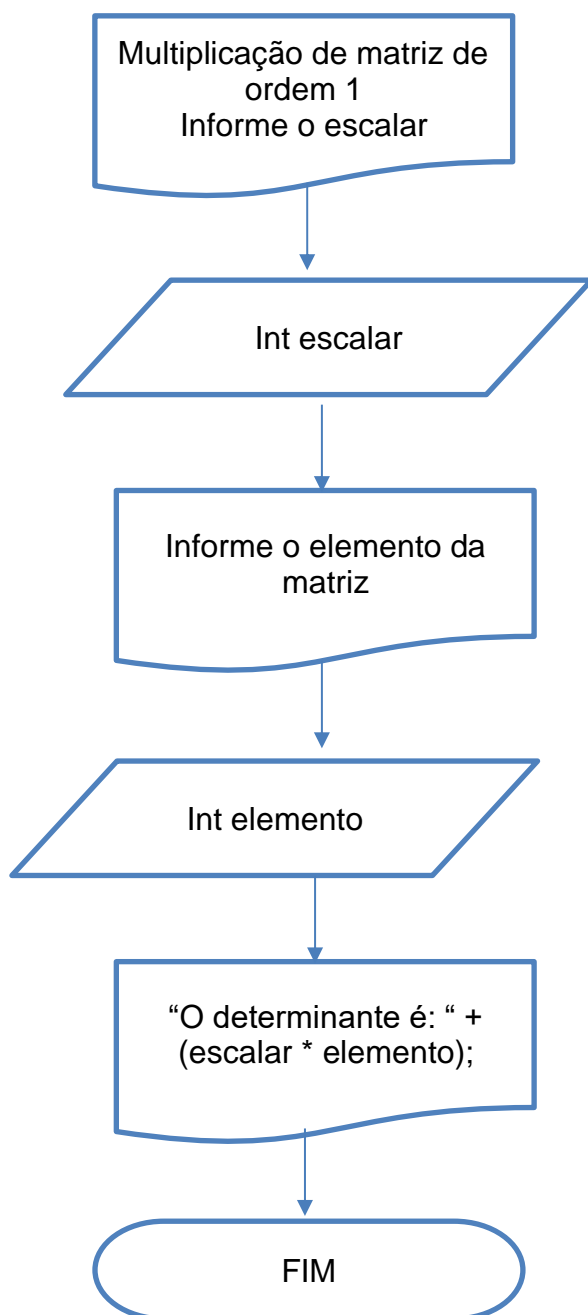 Multiplicação de matriz de
ordem 1
Informe o escalar
Int escalar
Informe o elemento da
matriz
Int elemento
“O determinante é: “ +
(escalar * elemento);
FIM